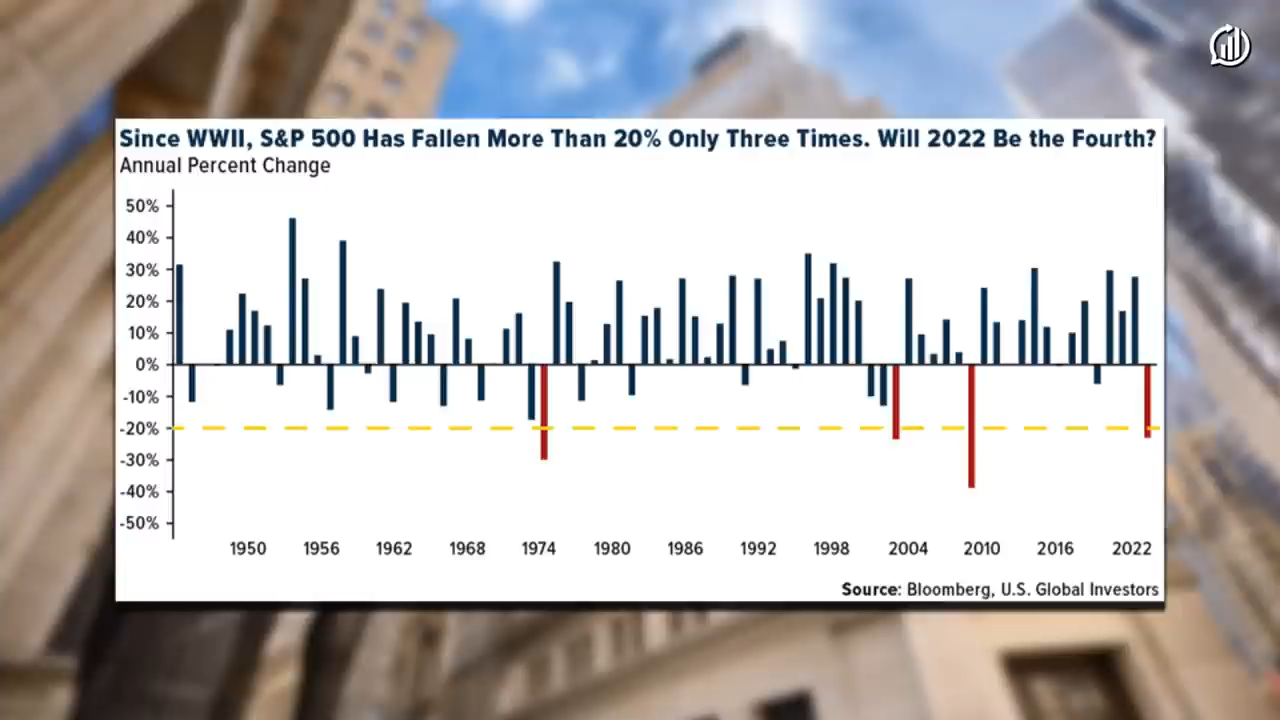 Since WWII, S&P 500 Has Fallen More Than 20% Only Three Times. Will 2022 Be the Fourth?
Annual Percent Change
50%
40%
30%
20%
10%
0%
-10%
-20%
-30%
-40%
-50%
1950 1956 1962 1968 1974 1980 1986 1992 1998 2004 2010 2016 2022
Source: Bloomberg, U.S. Global Investors